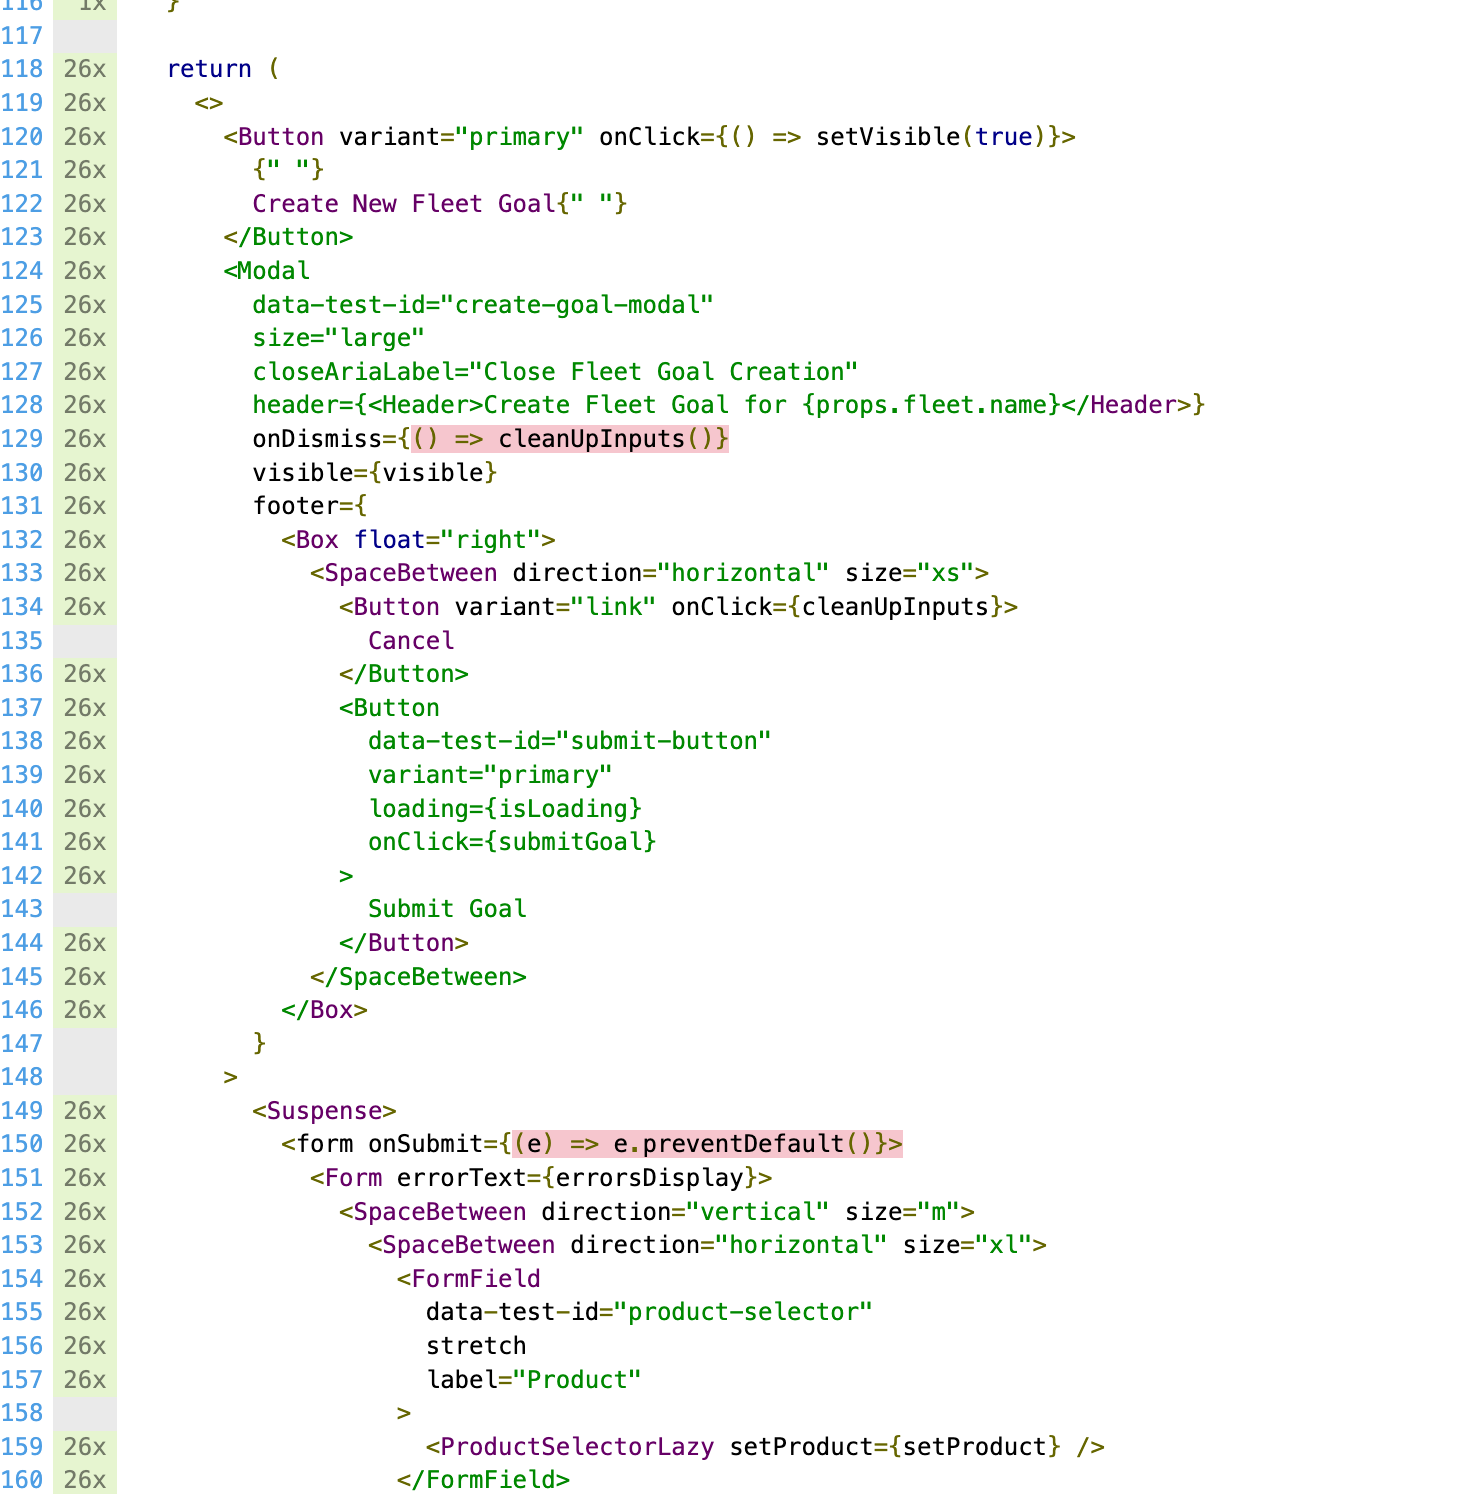 116 1x }
117
118 26x return (
119 26x <>
120 26x <Button variant="primary" onClick={() => setVisible(true)}>
121 26x {" "}
122 26x Create New Fleet Goal{" "}
123 26x </Button>
124 26x <Modal
125 26x data-test-id="create-goal-modal"
126 26x size="large"
127 26x closeAriaLabel="Close Fleet Goal Creation"
128 26x header={<Header>Create Fleet Goal for {props.fleet.name}</Header>}
129 26x onDismiss={() => cleanUpInputs()}
130 26x visible={visible}
131 26x footer={
132 26x <Box float="right">
133 26x <SpaceBetween direction="horizontal" size="xs">
134 26x <Button variant="link" onClick={cleanUpInputs}>
135 Cancel
136 26x </Button>
137 26x <Button
138 26x data-test-id="submit-button"
139 26x variant="primary"
140 26x loading={isLoading}
141 26x onClick={submitGoal}
142 26x >
143 Submit Goal
144 26x </Button>
145 26x </SpaceBetween>
146 26x </Box>
147 }
148 >
149 26x <Suspense>
150 26x <form onSubmit={(e) => e.preventDefault()}>
151 26x <Form errorText={errorsDisplay}>
152 26x <SpaceBetween direction="vertical" size="m">
153 26x <SpaceBetween direction="horizontal" size="xl">
154 26x <FormField
155 26x data-test-id="product-selector"
156 26x stretch
157 26x label="Product"
158 >
159 26x <ProductSelectorLazy setProduct={setProduct} />
160 26x </FormField>